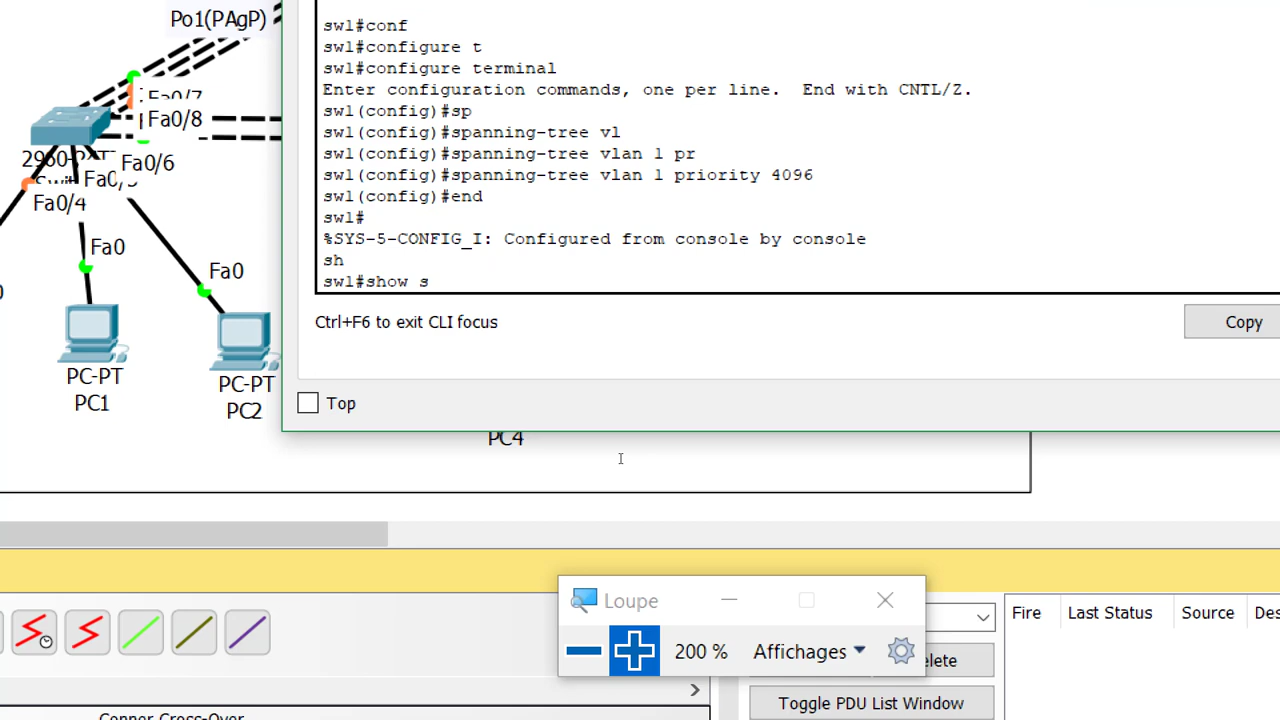 Po1(PAgP)
Fa0/7
Fa0/8
Fa0/6
Fa0/4
Fa0
Fa0
PC-PT
PC1
PC-PT
PC2
PC4
sw1#conf
sw1#configure t
sw1#configure terminal
Enter configuration commands, one per line.  End with CNTL/Z.
sw1(config)#sp
sw1(config)#spanning-tree vl
sw1(config)#spanning-tree vlan 1 pr
sw1(config)#spanning-tree vlan 1 priority 4096
sw1(config)#end
sw1#
%SYS-5-CONFIG_I: Configured from console by console
sh
sw1#show s
Ctrl+F6 to exit CLI focus
Copy
Top
Loupe
200 %
Affichages
Fire
Last Status
Source
Toggle PDU List Window